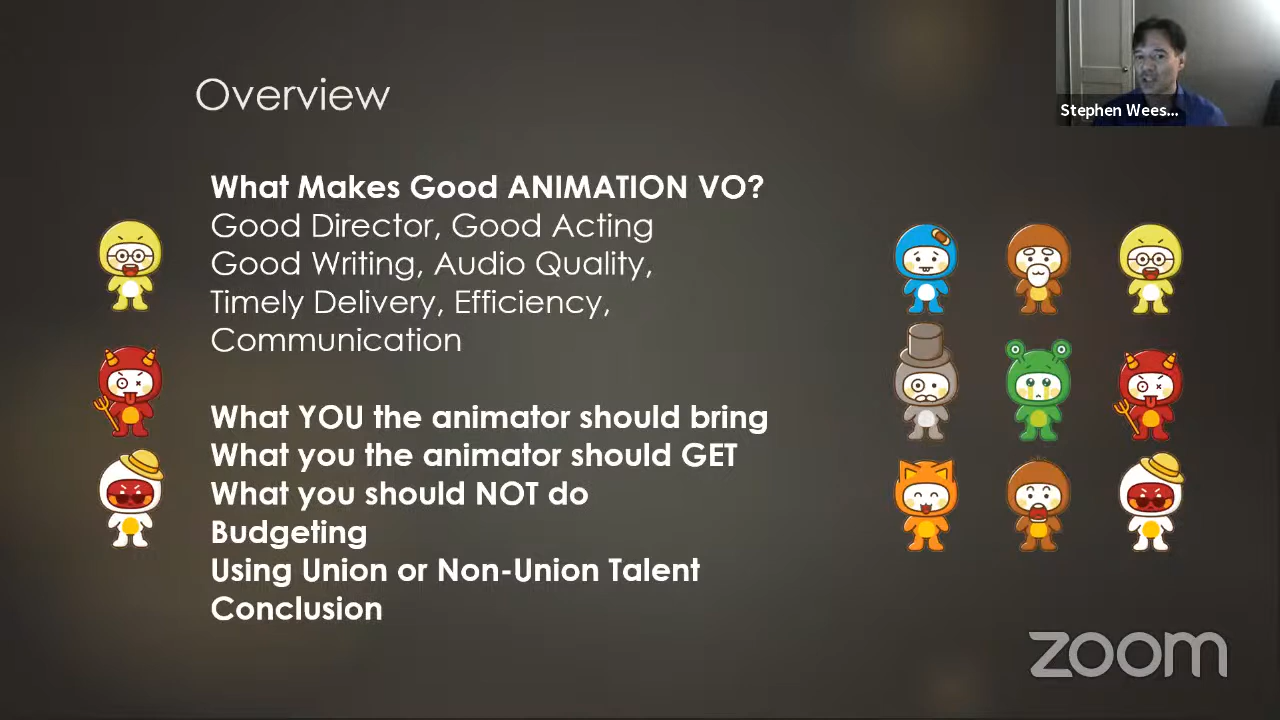 Overview
What Makes Good ANIMATION VO?
Good Director, Good Acting
Good Writing, Audio Quality,
Timely Delivery, Efficiency,
Communication
What YOU the animator should bring
What you the animator should GET
What you should NOT do
Budgeting
Using Union or Non-Union Talent
Conclusion
Stephen Wees...
zoom